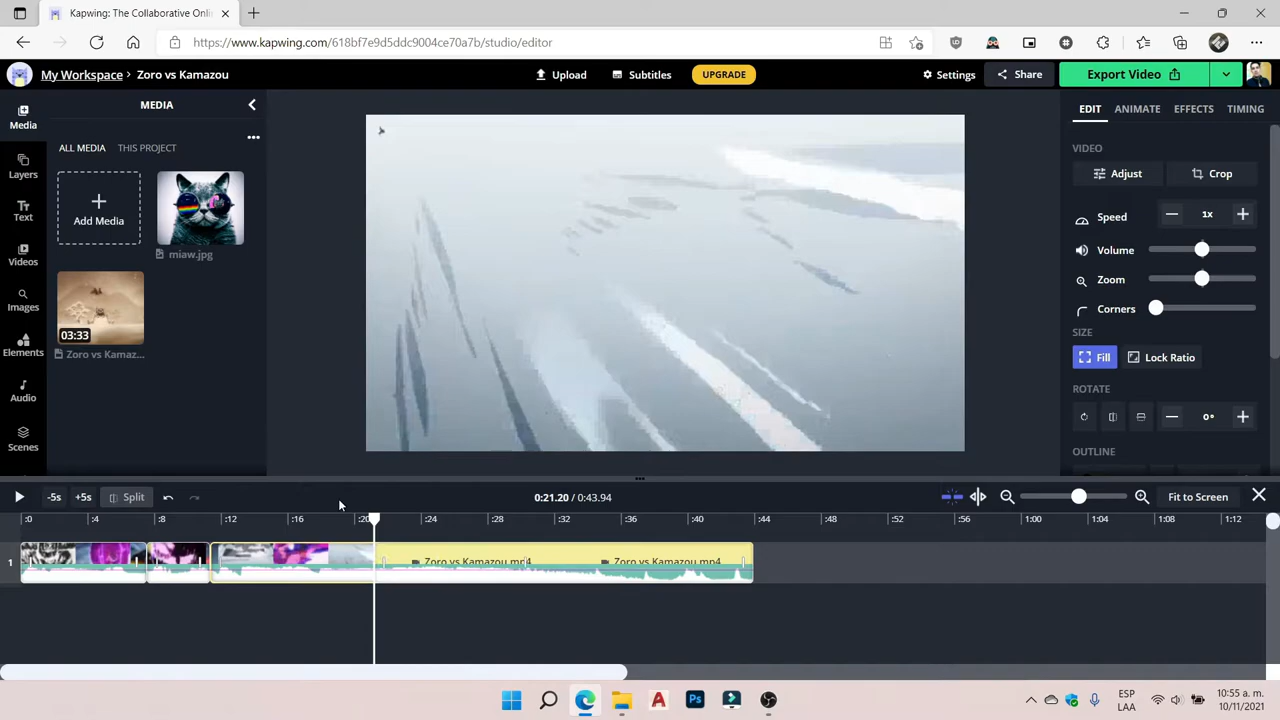 Kapwing: The Collaborative Onli
https://www.kapwing.com/618bf7e9d5ddc9004ce70a7b/studio/editor
My Workspace > Zoro vs Kamazou
Upload
Subtitles
UPGRADE
Settings
Share
Export Video
Media
Layers
Text
Videos
Images
Elements
Audio
Scenes
MEDIA
ALL MEDIA
THIS PROJECT
Add Media
miaw.jpg
03:33
Zoro vs Kamaz...
EDIT
ANIMATE
EFFECTS
TIMING
VIDEO
Adjust
Crop
Speed
1x
Volume
Zoom
Corners
SIZE
Fill
Lock Ratio
ROTATE
0°
OUTLINE
-5s
+5s
Split
0:21.20 / 0:43.94
Fit to Screen
:0 :4 :8 :12 :16 :20 :24 :28 :32 :36 :40 :44 :48 :52 :56 1:00 1:04 1:08 1:12
1
Zoro vs Kamazou.mp4
Zoro vs Kamazou.mp4
ESP
LAA
10:55 a. m.
10/11/2021